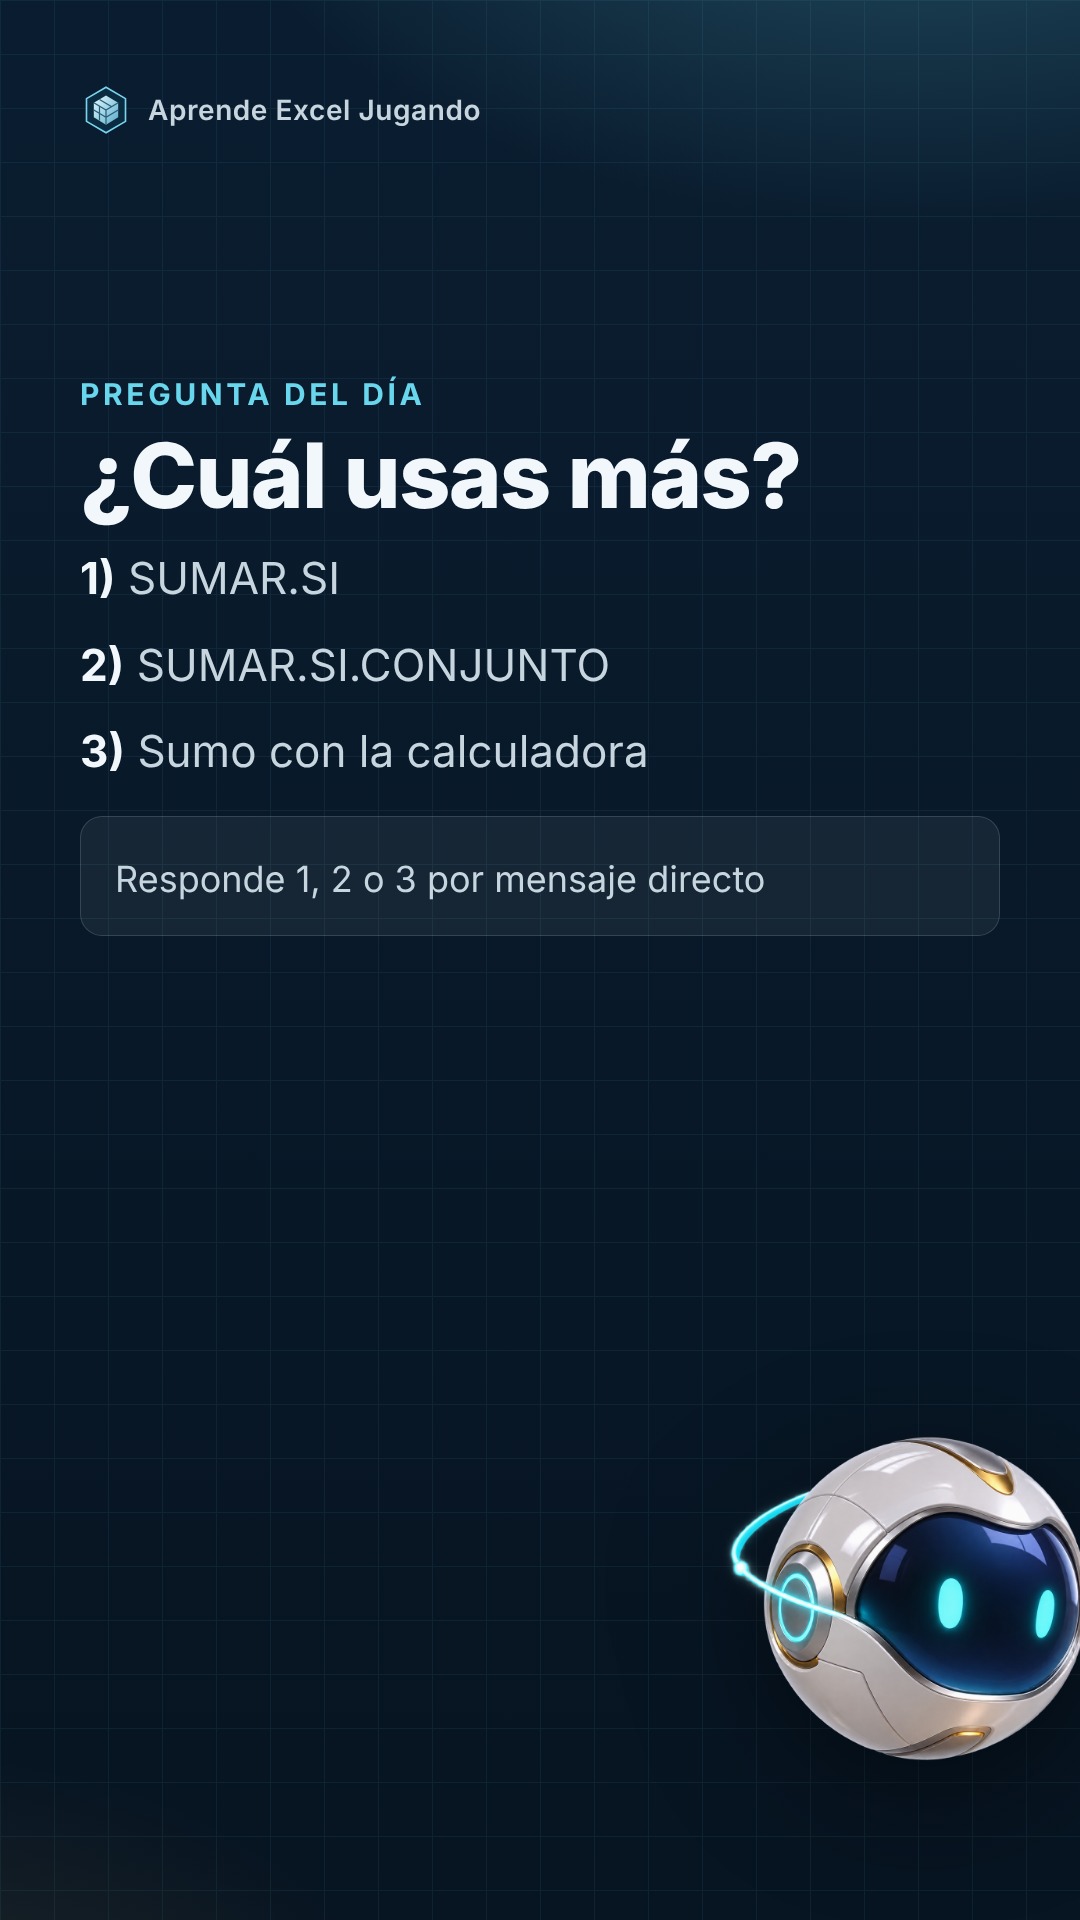 Aprende Excel Jugando
PREGUNTA DEL DÍA
¿Cuál usas más?
1) SUMAR.SI
2) SUMAR.SI.CONJUNTO
3) Sumo con la calculadora
Responde 1, 2 o 3 por mensaje directo